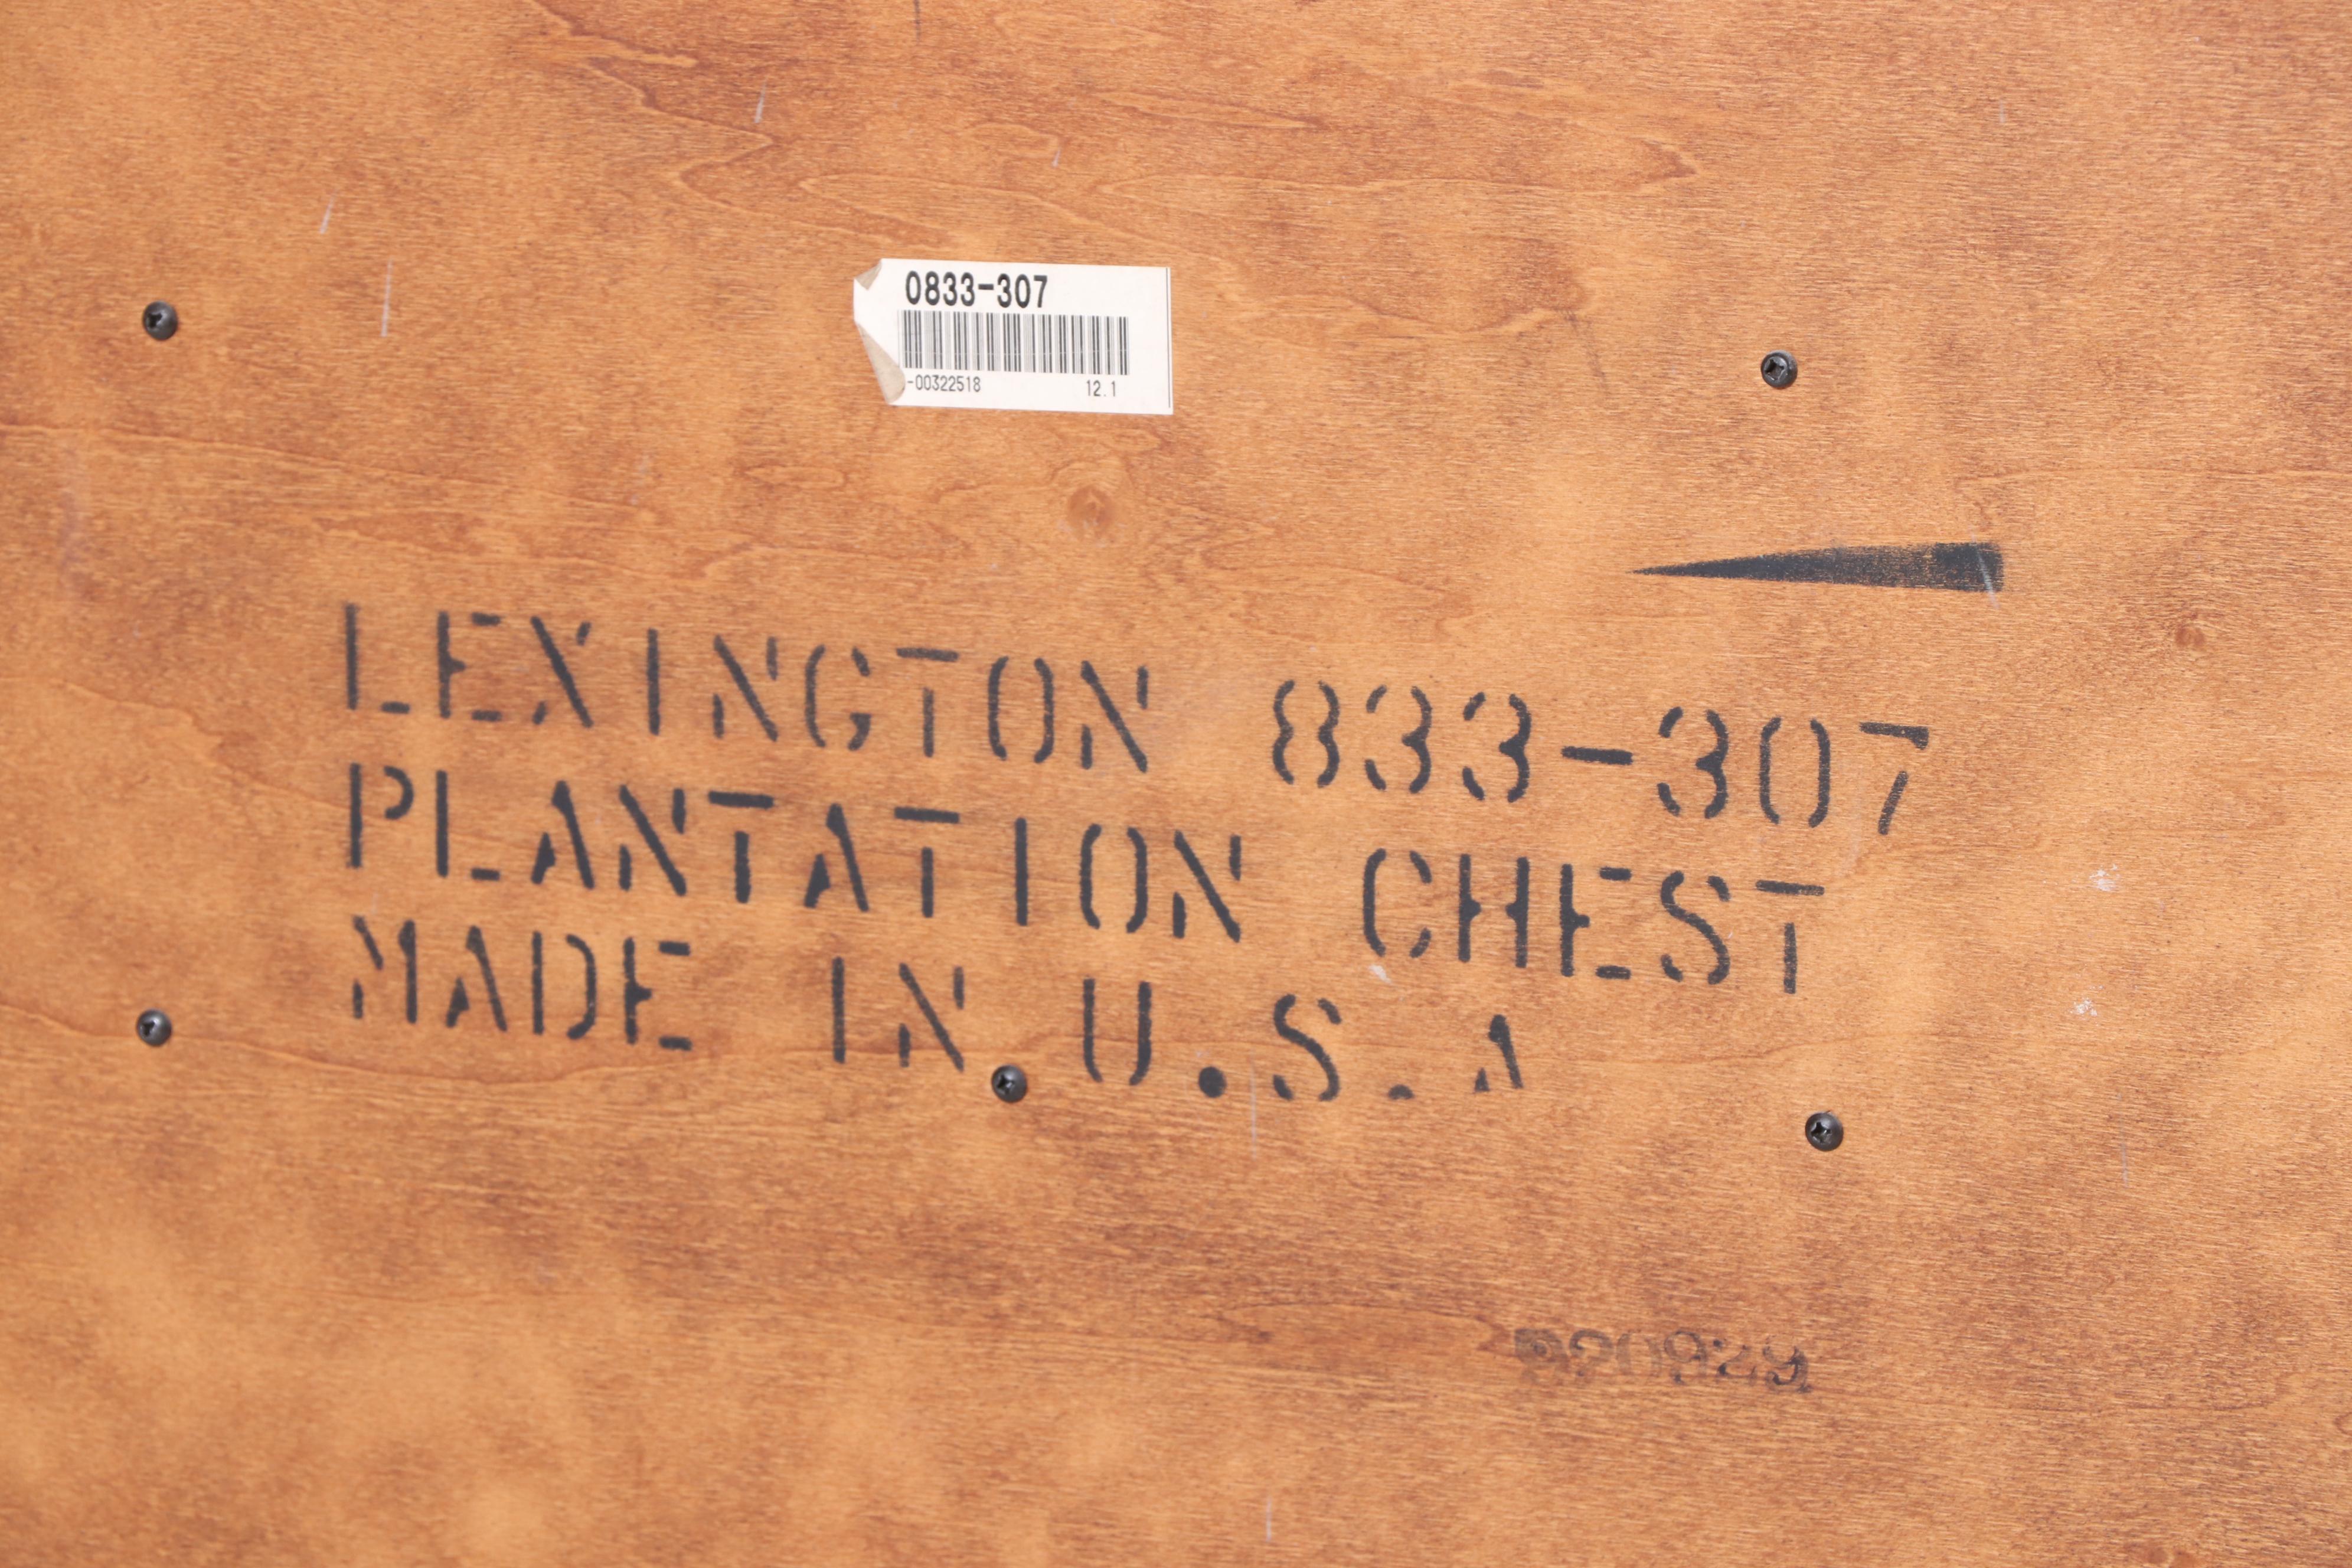 0833-307
-00322518 12.1
LEXINGTON 833-307
PLANTATION CHEST
MADE IN U.S.A